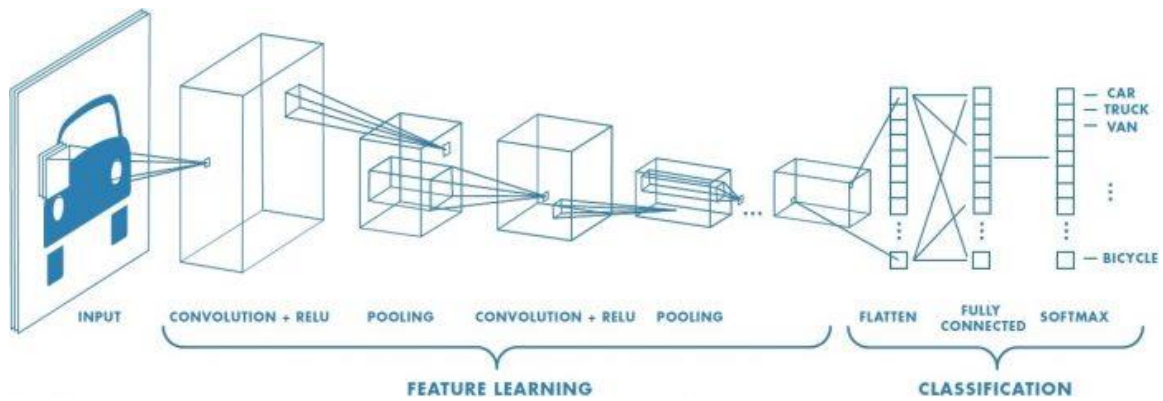 CAR
TRUCK
VAN
BICYCLE
INPUT
CONVOLUTION + RELU
POOLING
CONVOLUTION + RELU
POOLING
FLATTEN
FULLY
CONNECTED
SOFTMAX
FEATURE LEARNING
CLASSIFICATION